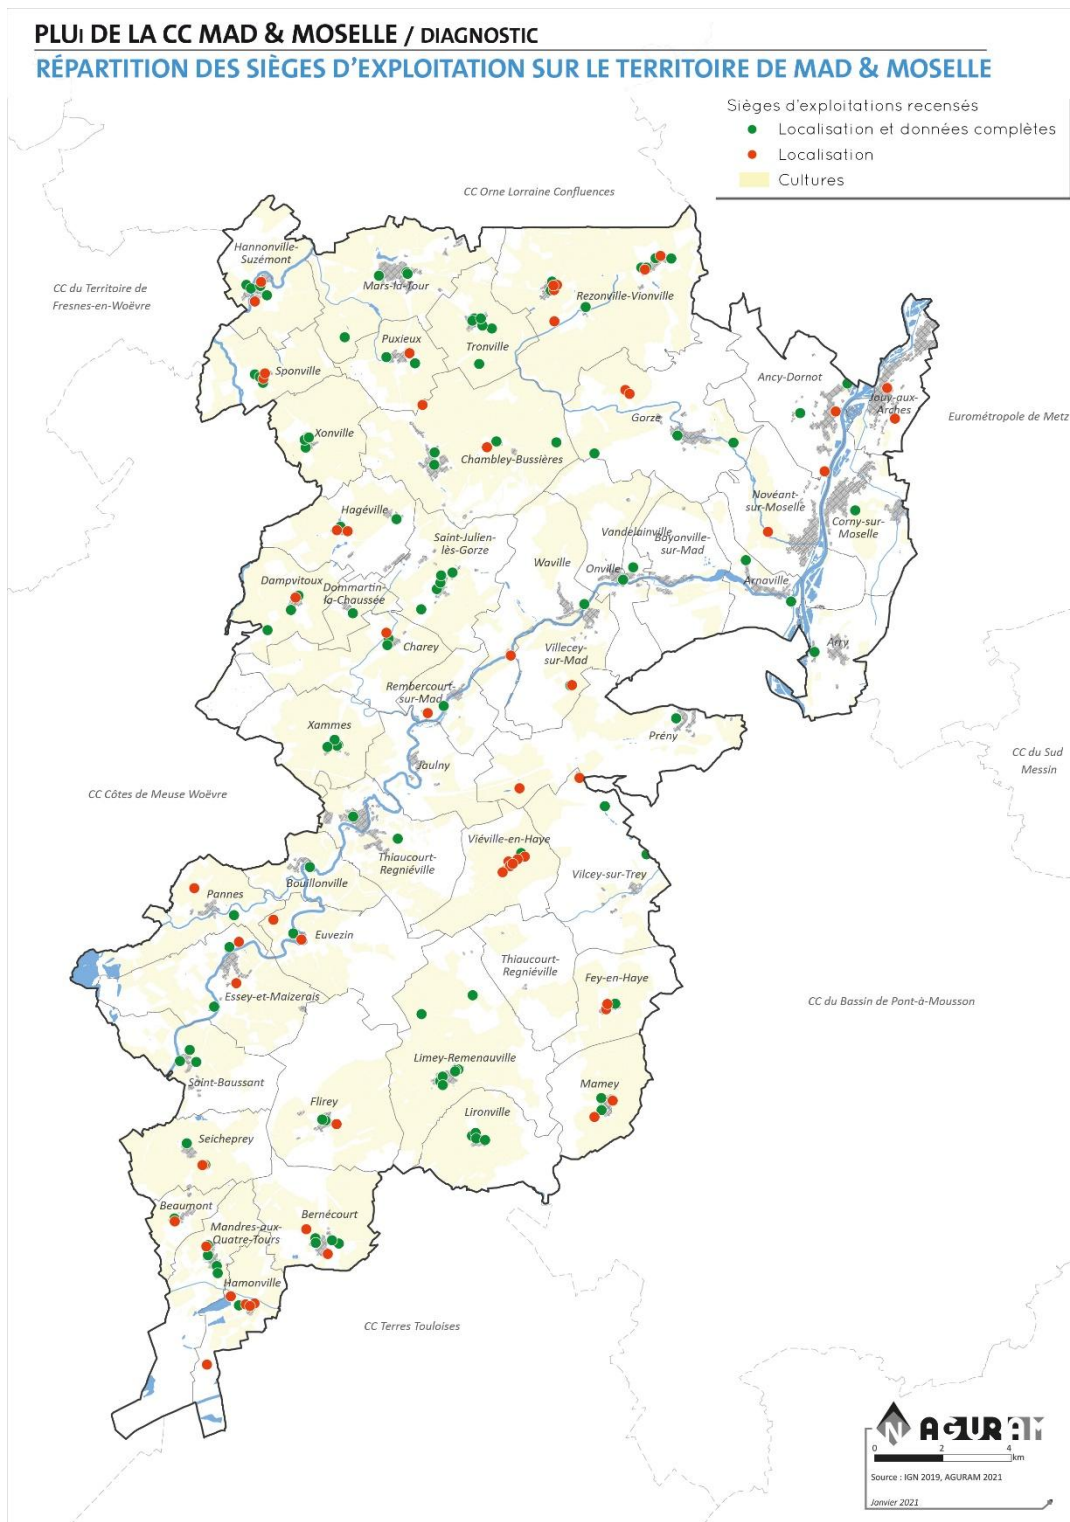 PLUi DE LA CC MAD & MOSELLE / DIAGNOSTIC
RÉPARTITION DES SIÈGES D'EXPLOITATION SUR LE TERRITOIRE DE MAD & MOSELLE
Sièges d'exploitations recensés
Localisation et données complètes
Localisation
Cultures
CC Orne Lorraine Confluences
Hannonville-
Suzémont
CC du Territoire de
Fresnes-en-Woëvre
Mars-la-Tour
Rezonville-Vionville
Puxieux
Tronville
Sponville
Ancy-Dornot
Jouy-aux-
Arches
Eurométropole de Metz
Gorze
Xonville
Chambley-Bussières
Novéant-
sur-Moselle
Corny-sur-
Moselle
Hagéville
Saint-Julien-
lès-Gorze
Vandelainville
Bayonville-
sur-Mad
Waville
Onville
Arnaville
Dampvitoux
Dommartin-
la-Chaussée
Charey
Villecey-
sur-Mad
Arry
Rembercourt-
sur-Mad
Xammes
Prény
Jaulny
CC du Sud
Messin
CC Côtes de Meuse Woëvre
Thiaucourt-
Regniéville
Viéville-en-Haye
Vilcey-sur-Trey
Bouillonville
Pannes
Euvezin
Thiaucourt-
Regniéville
Fey-en-Haye
Essey-et-Maizerais
CC du Bassin de Pont-à-Mousson
Limey-Remenauville
Saint-Baussant
Mamey
Flirey
Lironville
Seicheprey
Beaumont
Bernécourt
Mandres-aux-
Quatre-Tours
Hamonville
CC Terres Touloises
N
AGURAM
0 2 4
km
Source : IGN 2019, AGURAM 2021
Janvier 2021